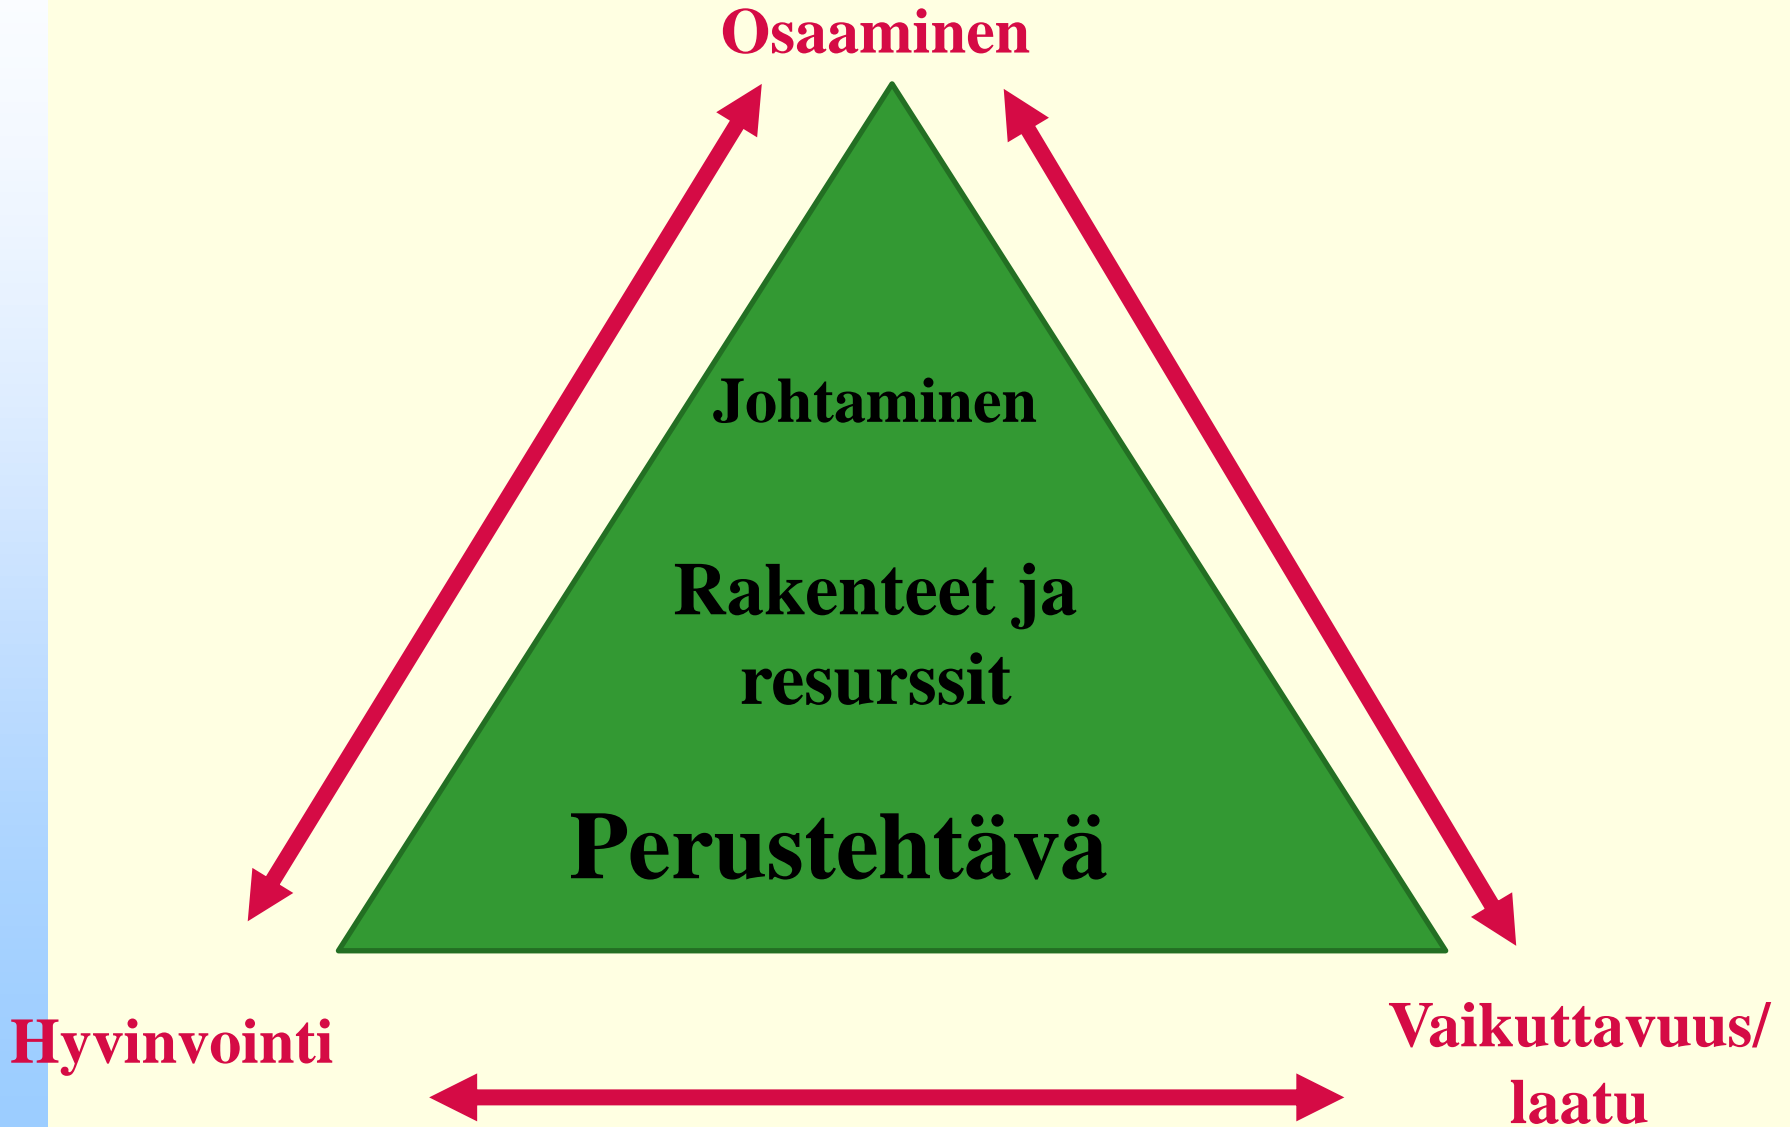 Osaaminen
Johtaminen
Rakenteet ja
resurssit
Perustehtävä
Hyvinvointi
Vaikuttavuus/
laatu